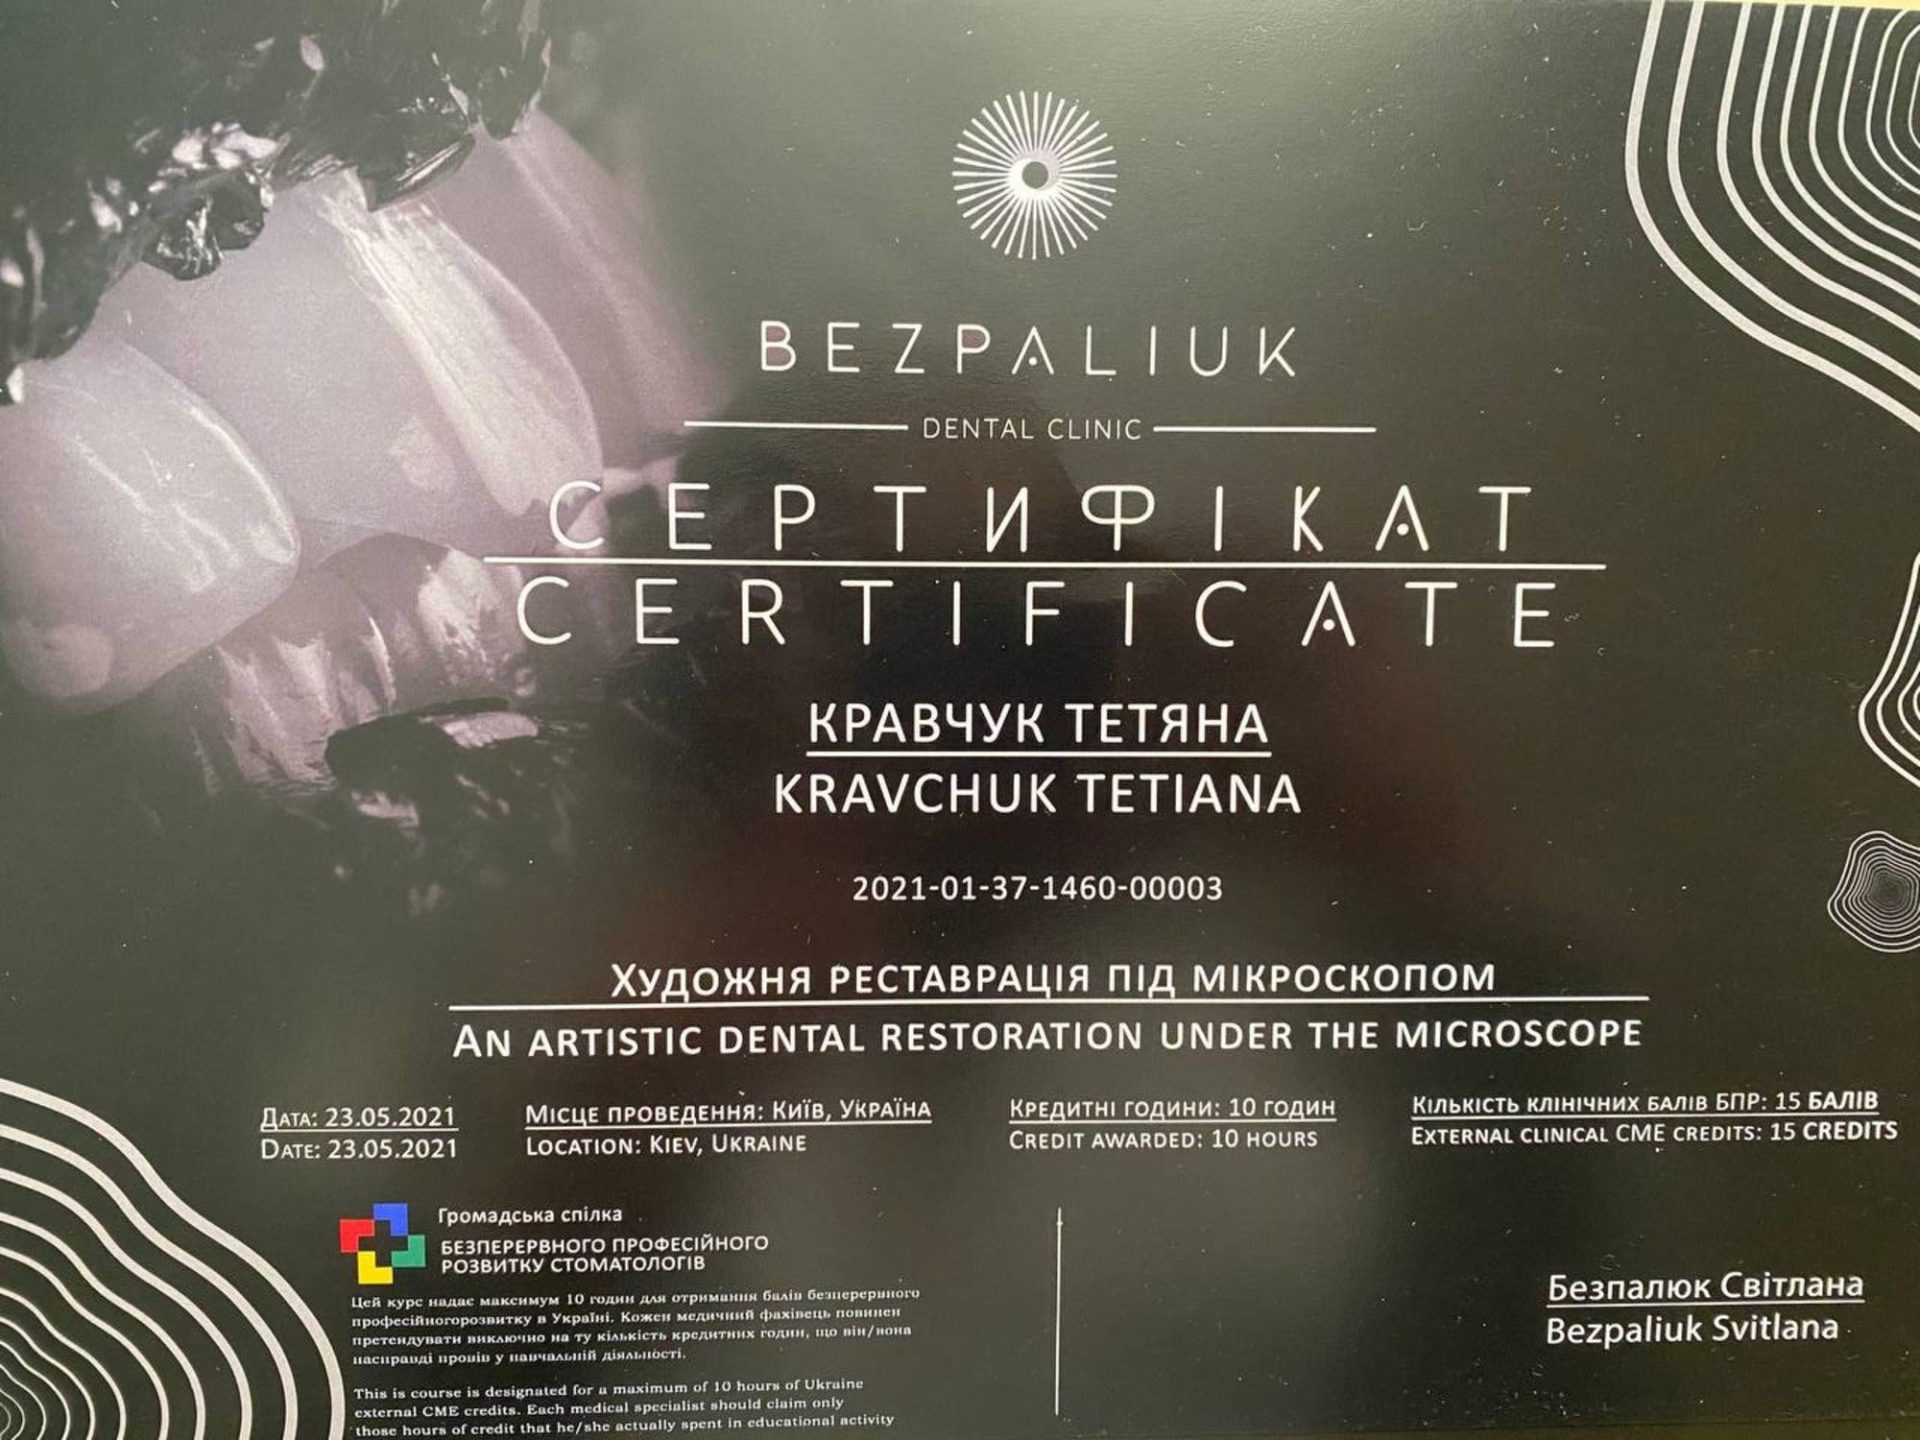 BEZPALIUK
DENTAL CLINIC
СЕРТИФІКАТ
CERTIFICATE
КРАВЧУК ТЕТЯНА
KRAVCHUK TETIANA
2021-01-37-1460-00003
Художня реставрація під мікроскопом
An artistic dental restoration under the microscope
Дата: 23.05.2021
Date: 23.05.2021
Місце проведення: Київ, Україна
Location: Kiev, Ukraine
Кредитні години: 10 годин
Credit awarded: 10 hours
Кількість клінічних балів БПР: 15 балів
External clinical CME credits: 15 credits
Громадська спілка
БЕЗПЕРЕРВНОГО ПРОФЕСІЙНОГО
РОЗВИТКУ СТОМАТОЛОГІВ
Цей курс надає максимум 10 годин для отримання балів безперервного
професійногорозвитку в Україні. Кожен медичний фахівець повинен
претендувати виключно на ту кількість кредитних годин, що він/вона
насправді провів у навчальній діяльності.
This is course is designated for a maximum of 10 hours of Ukraine
external CME credits. Each medical specialist should claim only
those hours of credit that he/she actually spent in educational activity
Безпалюк Світлана
Bezpaliuk Svitlana